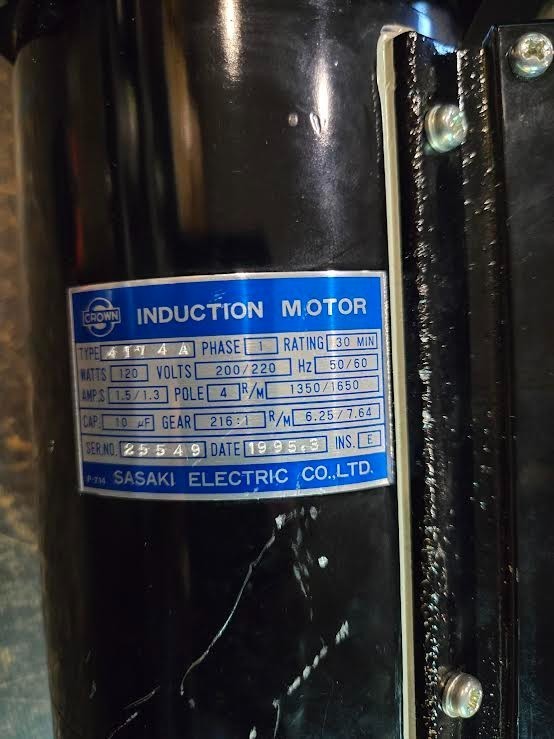 CROWN INDUCTION MOTOR
TYPE 4174A PHASE 1 RATING 30 MIN
WATTS 120 VOLTS 200/220 Hz 50/60
AMP.S 1.5/1.3 POLE 4 R/M 1350/1650
CAP. 10 µF GEAR 216:1 R/M 6.25/7.64
SER.NO. 25549 DATE 1995.3 INS. E
P-714 SASAKI ELECTRIC CO.,LTD.